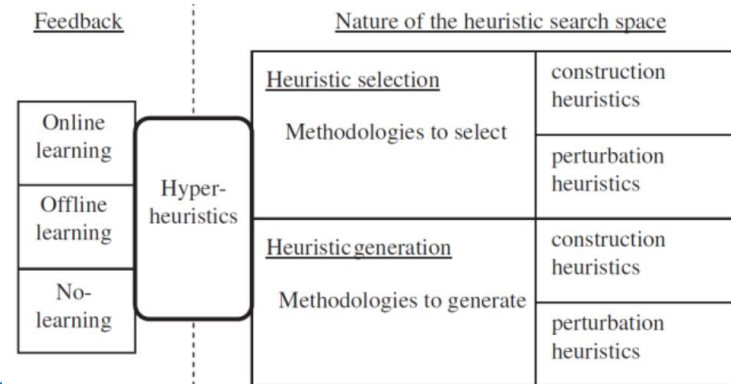 Feedback
Nature of the heuristic search space
Online
learning
Offline
learning
No-
learning
Hyper-
heuristics
Heuristic selection
Methodologies to select
construction
heuristics
perturbation
heuristics
Heuristic generation
Methodologies to generate
construction
heuristics
perturbation
heuristics